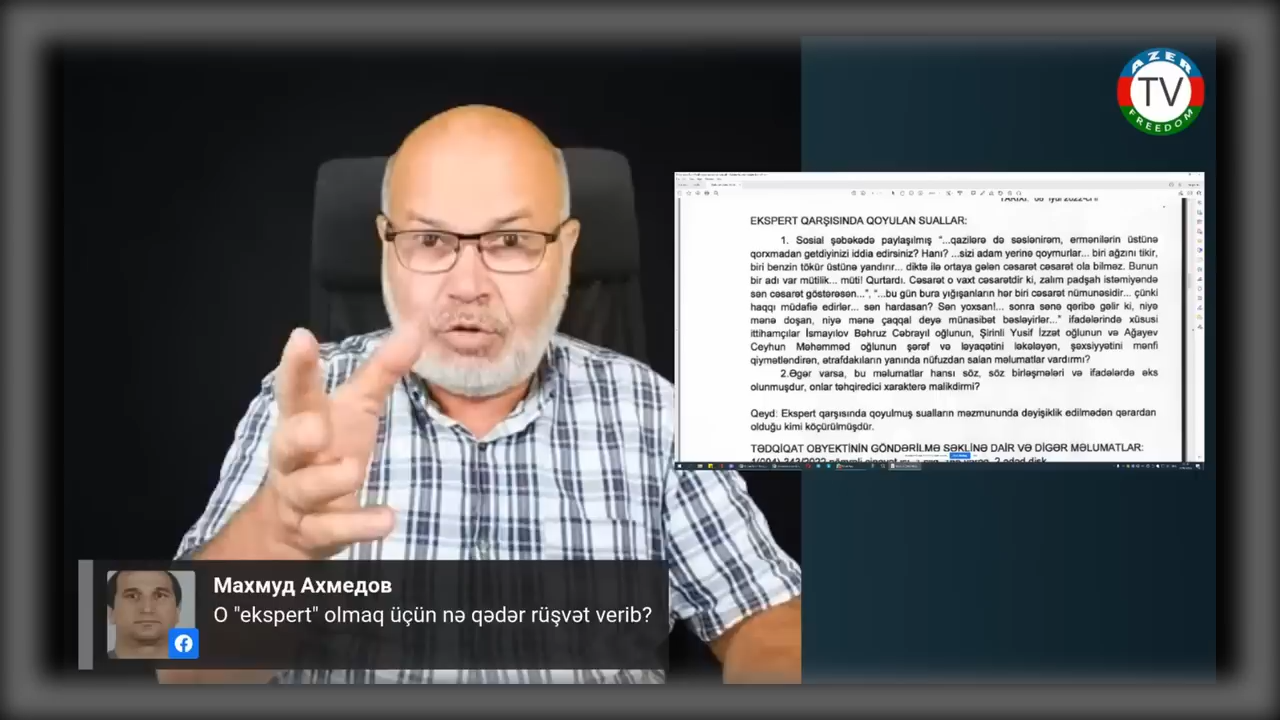 AZER
TV
FREEDOM
EKSPERT QARŞISINDA QOYULAN SUALLAR:
1. Sosial şəbəkədə paylaşılmış "...qazilərə də səslənirəm, ermənilərin üstünə
qorxmadan getdiyinizi iddia edirsiniz? Hanı? ...sizi adam yerinə qoymurlar... biri ağzını tikir,
biri benzin tökür üstünə yandırır... diktə ilə ortaya gələn cəsarət cəsarət ola bilməz. Bunun
bir adı var mütilik... müti! Qurtardı. Cəsarət o vaxt cəsarətdir ki, zalım padşah istəmiyəndə
sən cəsarət göstərəsən...", "...bu gün bura yığışanların hər biri cəsarət nümunəsidir... çünki
haqqı müdafiə edirlər... sən hardasan? Sən yoxsan!... sonra sənə qəribə gəlir ki, niyə
mənə doşan, niyə mənə çaqqal deyə münasibət bəsləyirlər..." ifadələrində xüsusi
ittihamçılar İsmayılov Bəhruz Cəbrayıl oğlunun, Şirinli Yusif İzzət oğlunun və Ağayev
Ceyhun Məhəmməd oğlunun şərəf və ləyaqətini ləkələyən, şəxsiyyətini mənfi
qiymətləndirən, ətrafdakıların yanında nüfuzdan salan məlumatlar vardırmı?
2.Əgər varsa, bu məlumatlar hansı söz, söz birləşmələri və ifadələrdə əks
olunmuşdur, onlar təhqiredici xarakterə malikdirmi?
Qeyd: Ekspert qarşısında qoyulmuş sualların məzmununda dəyişiklik edilmədən qərardan
olduğu kimi köçürülmüşdür.
TƏDQİQAT OBYEKTİNİN GÖNDƏRİLMƏ ŞƏKLİNƏ DAİR VƏ DİGƏR MƏLUMATLAR:
Махмуд Ахмедов
O "ekspert" olmaq üçün nə qədər rüşvət verib?